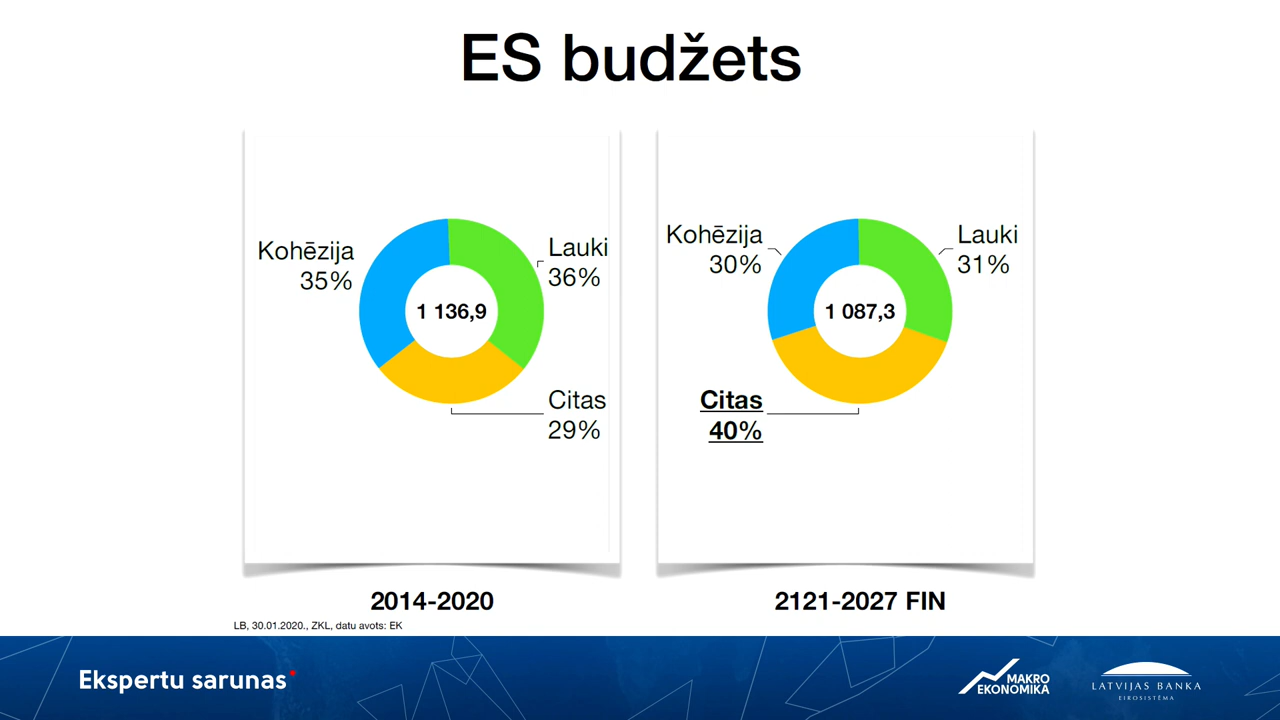 ES budžets
Kohēzija
35%
Lauki
36%
1 136,9
Citas
29%
Kohēzija
30%
Lauki
31%
1 087,3
Citas
40%
2014-2020
2121-2027 FIN
LB, 30.01.2020., ZKL, datu avots: EK
Ekspertu sarunas
MAKRO
EKONOMIKA
LATVIJAS BANKA
EIROSISTĒMA